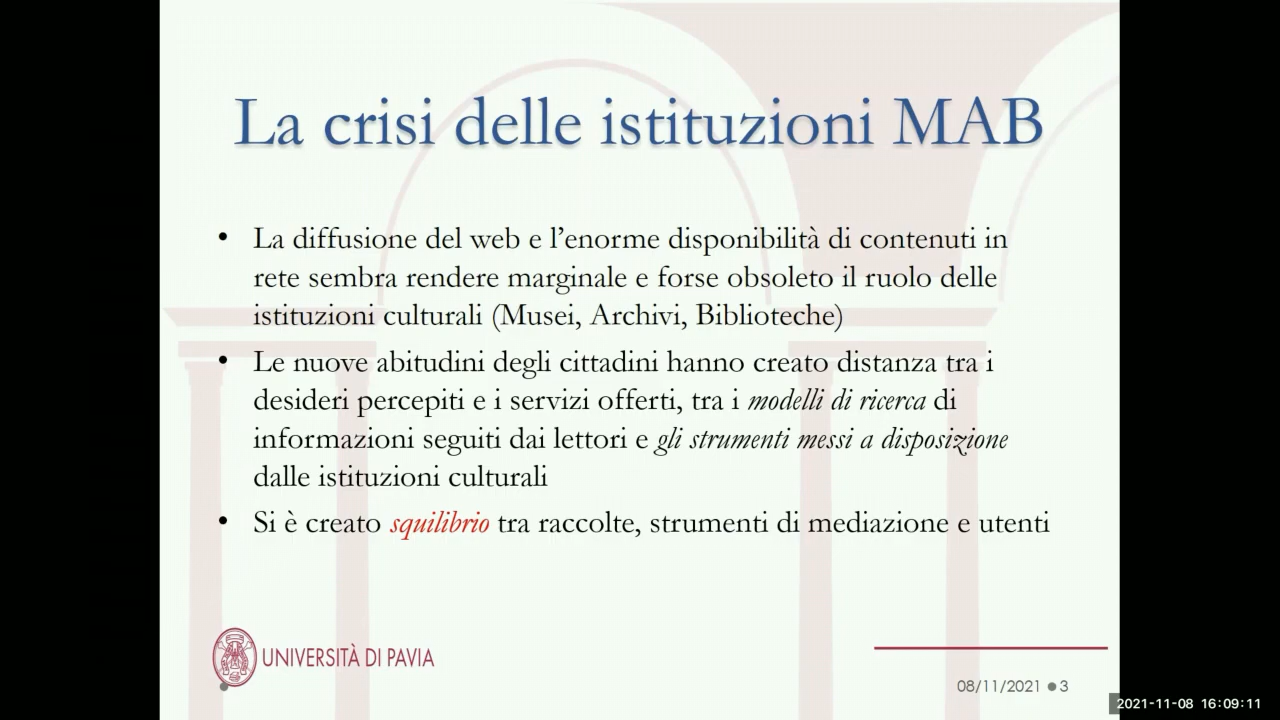 La crisi delle istituzioni MAB
• La diffusione del web e l’enorme disponibilità di contenuti in
rete sembra rendere marginale e forse obsoleto il ruolo delle
istituzioni culturali (Musei, Archivi, Biblioteche)
• Le nuove abitudini degli cittadini hanno creato distanza tra i
desideri percepiti e i servizi offerti, tra i modelli di ricerca di
informazioni seguiti dai lettori e gli strumenti messi a disposizione
dalle istituzioni culturali
• Si è creato squilibrio tra raccolte, strumenti di mediazione e utenti
UNIVERSITÀ DI PAVIA
08/11/2021 ● 3
2021-11-08 16:09:11